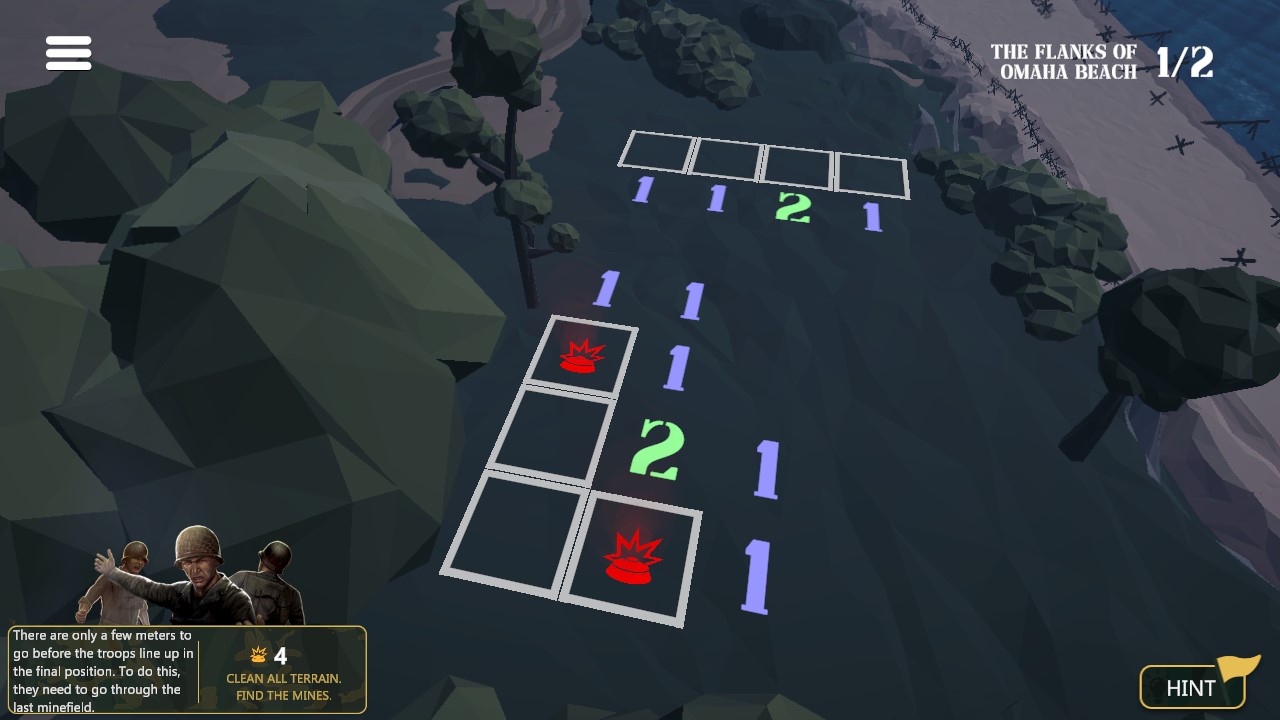 THE FLANKS OF
OMAHA BEACH 1/2
1 1 2 1
1 1
1
2 1
1
There are only a few meters to
go before the troops line up in
the final position. To do this,
they need to go through the
last minefield.
4
CLEAN ALL TERRAIN.
FIND THE MINES.
HINT